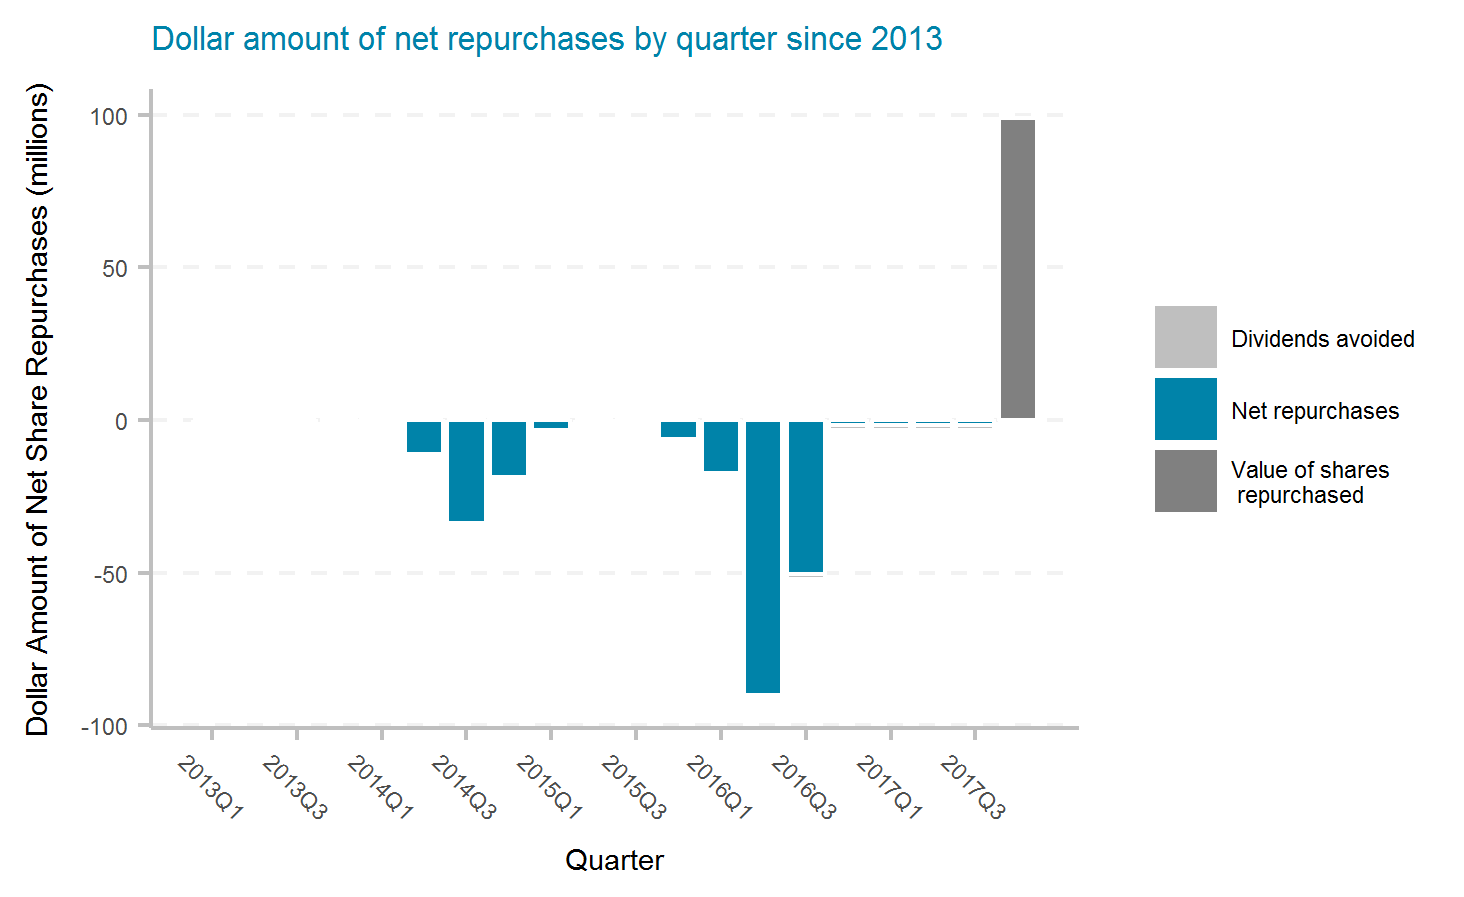 Dollar amount of net repurchases by quarter since 2013
Dollar Amount of Net Share Repurchases (millions)
100
50
0
-50
-100
2013Q1
2013Q3
2014Q1
2014Q3
2015Q1
2015Q3
2016Q1
2016Q3
2017Q1
2017Q3
Quarter
Dividends avoided
Net repurchases
Value of shares
repurchased